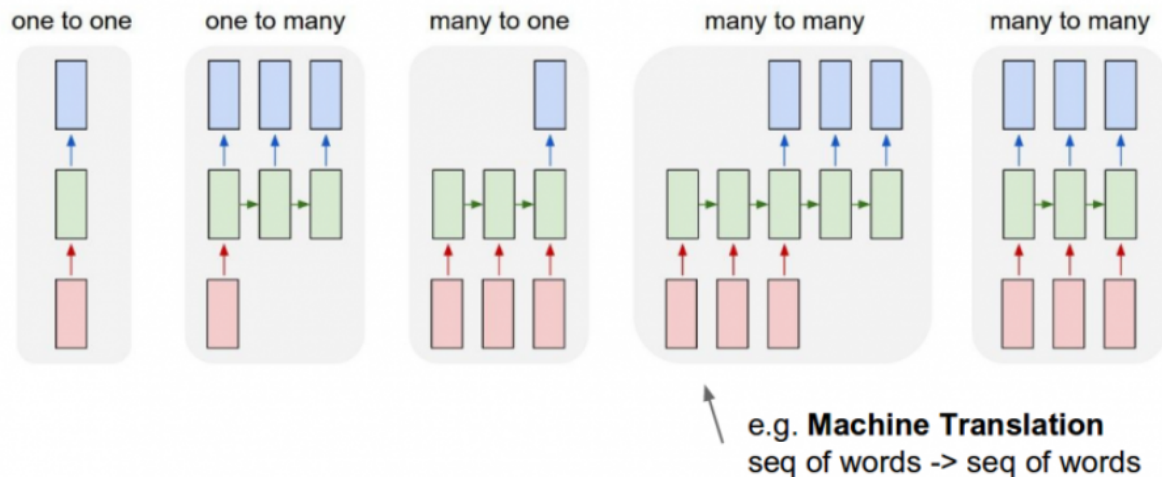 one to one
one to many
many to one
many to many
many to many
e.g. Machine Translation
seq of words -> seq of words